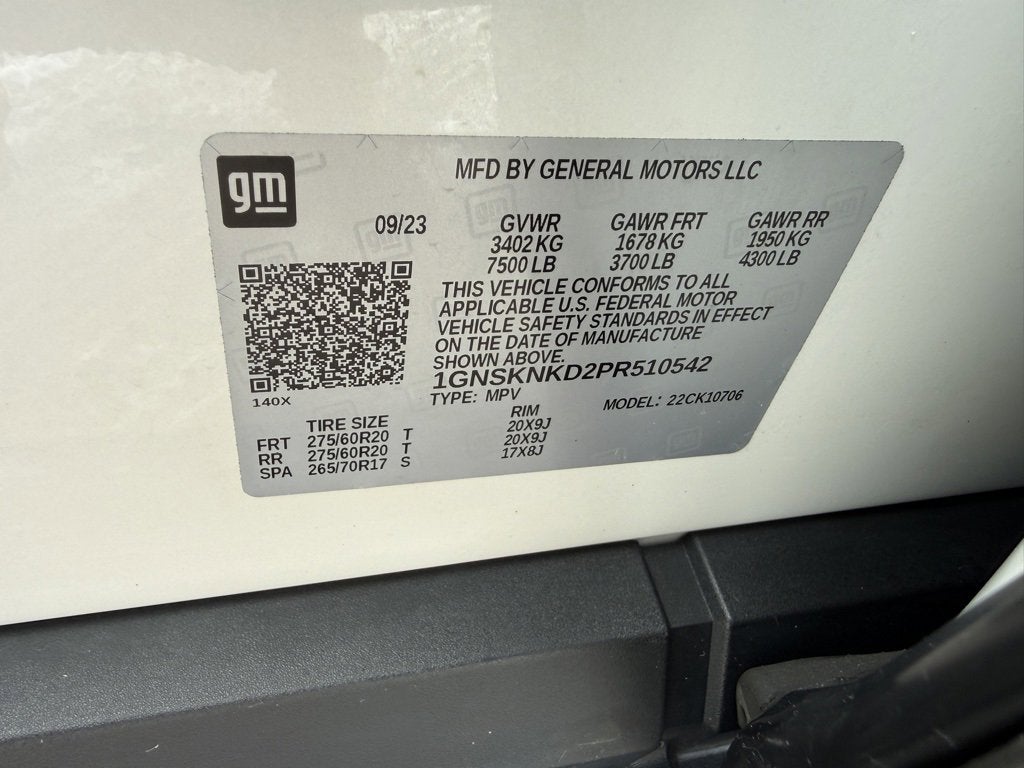 gm
MFD BY GENERAL MOTORS LLC
09/23 GVWR GAWR FRT GAWR RR
3402 KG 1678 KG 1950 KG
7500 LB 3700 LB 4300 LB
THIS VEHICLE CONFORMS TO ALL
APPLICABLE U.S. FEDERAL MOTOR
VEHICLE SAFETY STANDARDS IN EFFECT
ON THE DATE OF MANUFACTURE
SHOWN ABOVE.
1GNSKNKD2PR510542
TYPE: MPV MODEL: 22CK10706
140X
TIRE SIZE RIM
FRT 275/60R20 T 20X9J
RR 275/60R20 T 20X9J
SPA 265/70R17 S 17X8J